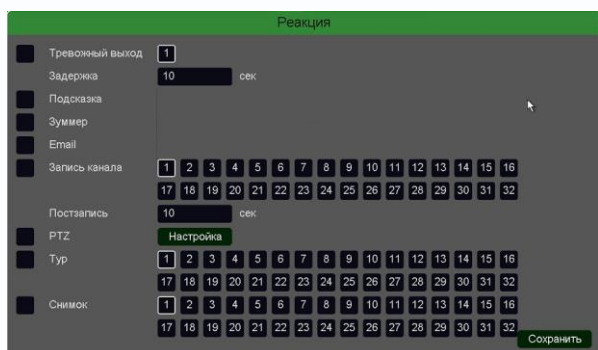 Реакция
Тревожный выход 1
Задержка 10 сек
Подсказка
Зуммер
Email
Запись канала 1 2 3 4 5 6 7 8 9 10 11 12 13 14 15 16
17 18 19 20 21 22 23 24 25 26 27 28 29 30 31 32
Постзапись 10 сек
PTZ Настройка
Тур 1 2 3 4 5 6 7 8 9 10 11 12 13 14 15 16
17 18 19 20 21 22 23 24 25 26 27 28 29 30 31 32
Снимок 1 2 3 4 5 6 7 8 9 10 11 12 13 14 15 16
17 18 19 20 21 22 23 24 25 26 27 28 29 30 31 32
Сохранить